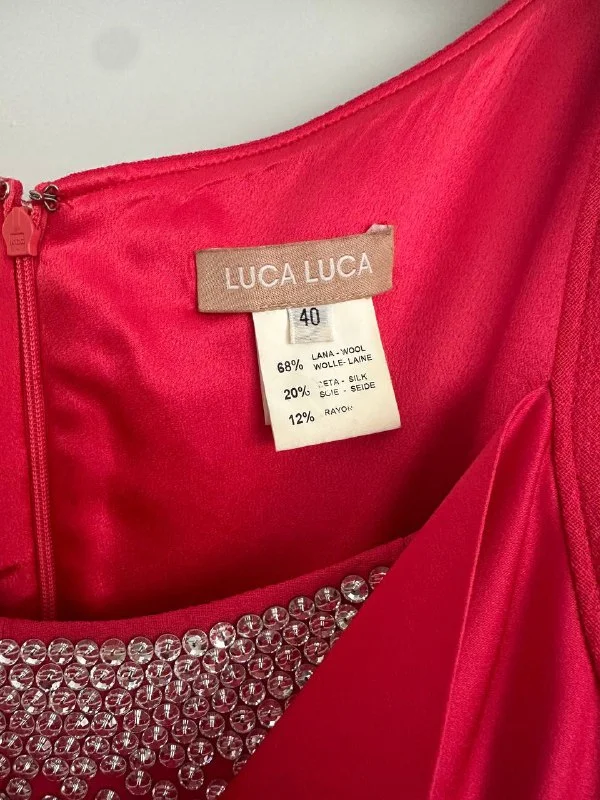 LUCA LUCA
40
68% LANA - WOOL
WOLLE - LAINE
20% SETA - SILK
SOIE - SEIDE
12% RAYON